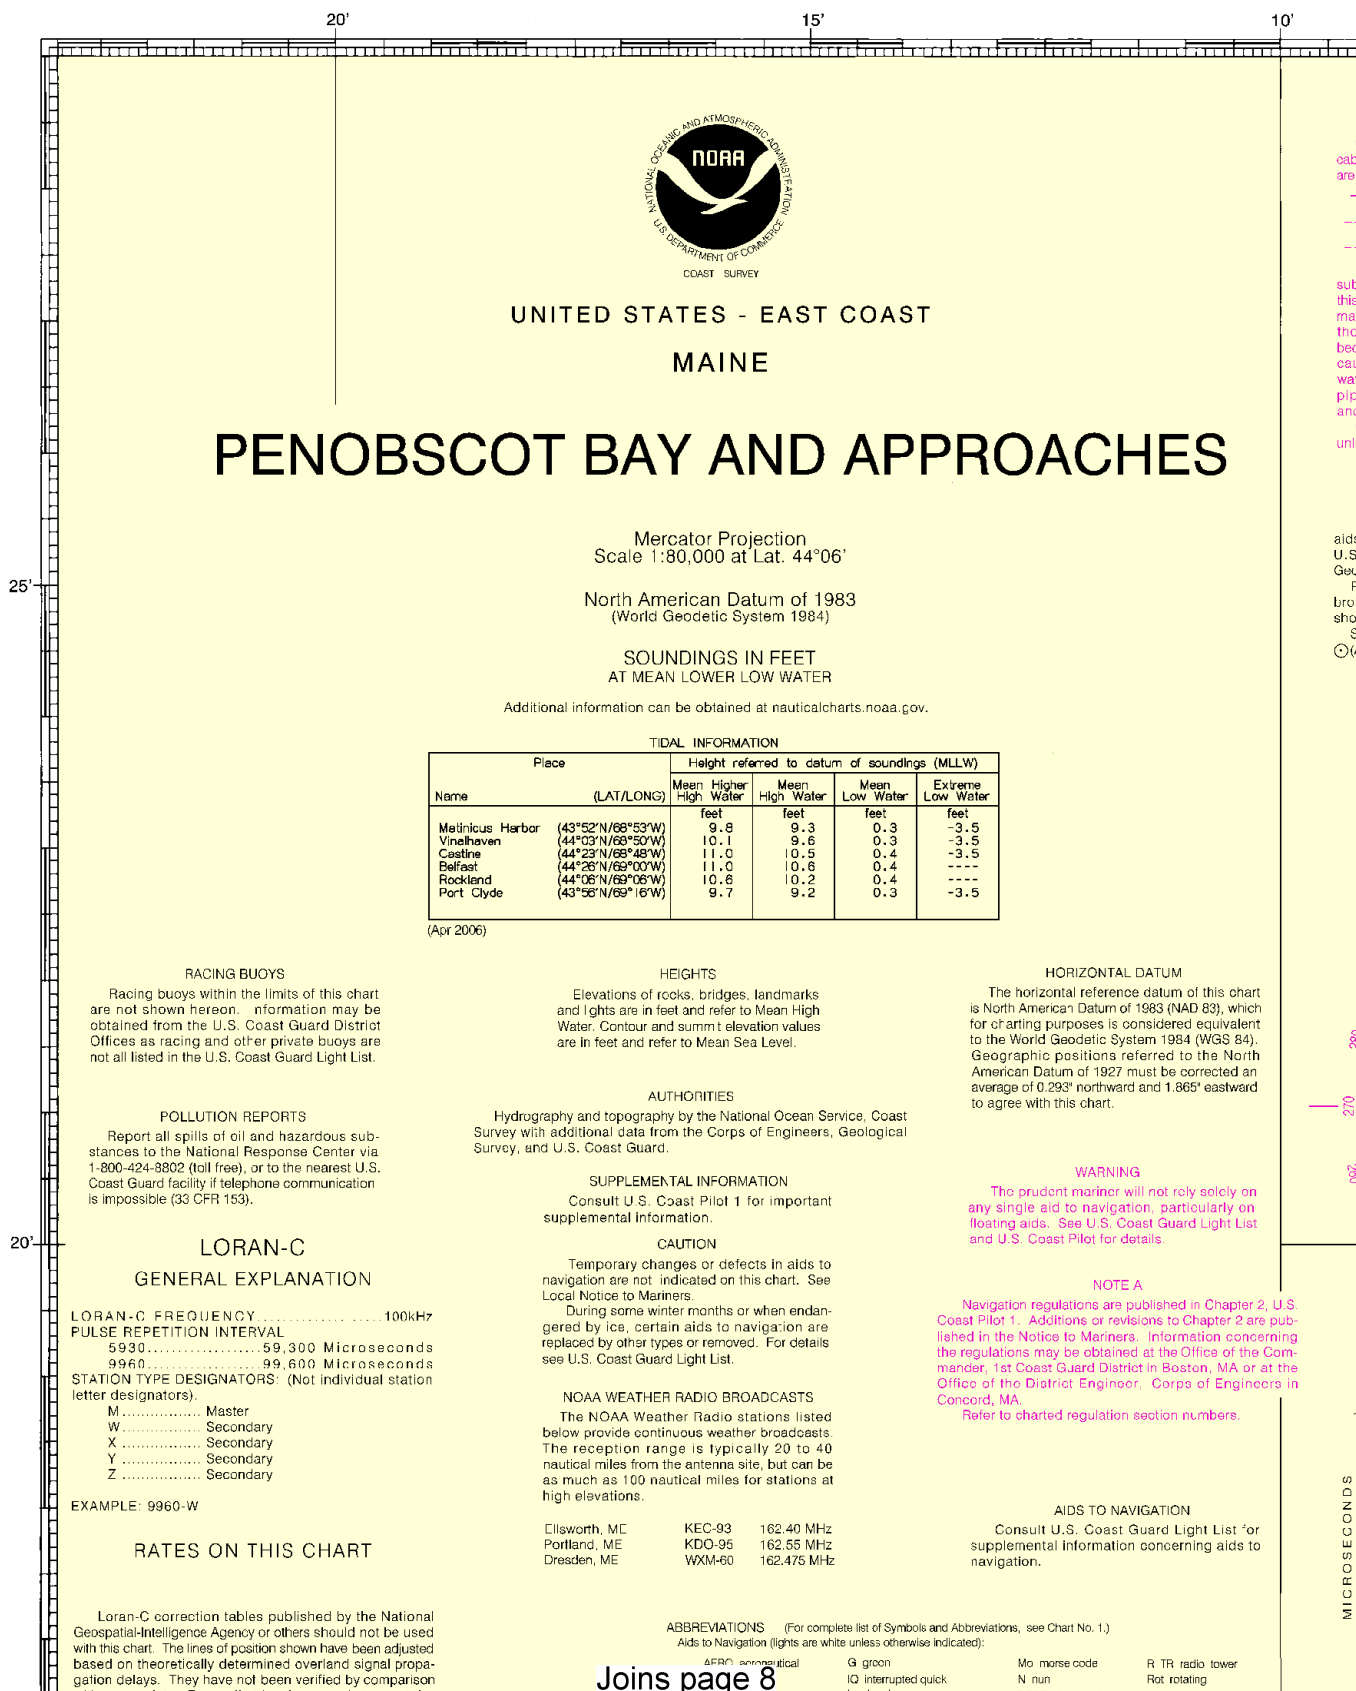 20' 15' 10'
NATIONAL OCEANIC AND ATMOSPHERIC ADMINISTRATION
NOAA
U.S. DEPARTMENT OF COMMERCE
COAST SURVEY
UNITED STATES - EAST COAST
MAINE
PENOBSCOT BAY AND APPROACHES
Mercator Projection
Scale 1:80,000 at Lat. 44°06'
North American Datum of 1983
(World Geodetic System 1984)
SOUNDINGS IN FEET
AT MEAN LOWER LOW WATER
Additional information can be obtained at nauticalcharts.noaa.gov.
TIDAL INFORMATION
Place Height referred to datum of soundings (MLLW)
Name (LAT/LONG) Mean Higher High Water Mean High Water Mean Low Water Extreme Low Water
feet feet feet feet
Matinicus Harbor (43°52'N/68°53'W) 9.8 9.3 0.3 -3.5
Vinalhaven (44°03'N/68°50'W) 10.1 9.6 0.3 -3.5
Castine (44°23'N/68°48'W) 11.0 10.5 0.4 -3.5
Belfast (44°26'N/69°00'W) 11.0 10.6 0.4 ----
Rockland (44°06'N/69°06'W) 10.6 10.2 0.4 ----
Port Clyde (43°56'N/69°16'W) 9.7 9.2 0.3 -3.5
(Apr 2006)
25'
20'
RACING BUOYS
Racing buoys within the limits of this chart
are not shown hereon. nformation may be
obtained from the U.S. Coast Guard District
Offices as racing and other private buoys are
not all listed in the U.S. Coast Guard Light List.
POLLUTION REPORTS
Report all spills of oil and hazardous sub-
stances to the National Response Center via
1-800-424-8802 (toll free), or to the nearest U.S.
Coast Guard facility if telephone communication
is impossible (33 CFR 153).
LORAN-C
GENERAL EXPLANATION
LORAN-C FREQUENCY.....................100kHz
PULSE REPETITION INTERVAL
5930...................59,300 Microseconds
9960...................99,600 Microseconds
STATION TYPE DESIGNATORS: (Not individual station
letter designators).
M ................ Master
W ................ Secondary
X ................ Secondary
Y ................ Secondary
Z ................ Secondary
EXAMPLE: 9960-W
RATES ON THIS CHART
Loran-C correction tables published by the National
Geospatial-Intelligence Agency or others should not be used
with this chart. The lines of position shown have been adjusted
based on theoretically determined overland signal propa-
gation delays. They have not been verified by comparison
HEIGHTS
Elevations of rocks, bridges, landmarks
and lights are in feet and refer to Mean High
Water. Contour and summit elevation values
are in feet and refer to Mean Sea Level.
AUTHORITIES
Hydrography and topography by the National Ocean Service, Coast
Survey with additional data from the Corps of Engineers, Geological
Survey, and U.S. Coast Guard.
SUPPLEMENTAL INFORMATION
Consult U.S. Coast Pilot 1 for important
supplemental information.
CAUTION
Temporary changes or defects in aids to
navigation are not indicated on this chart. See
Local Notice to Mariners.
During some winter months or when endan-
gered by ice, certain aids to navigation are
replaced by other types or removed. For details
see U.S. Coast Guard Light List.
NOAA WEATHER RADIO BROADCASTS
The NOAA Weather Radio stations listed
below provide continuous weather broadcasts.
The reception range is typically 20 to 40
nautical miles from the antenna site, but can be
as much as 100 nautical miles for stations at
high elevations.
Ellsworth, ME KEC-93 162.40 MHz
Portland, ME KDO-95 162.55 MHz
Dresden, ME WXM-60 162.475 MHz
HORIZONTAL DATUM
The horizontal reference datum of this chart
is North American Datum of 1983 (NAD 83), which
for charting purposes is considered equivalent
to the World Geodetic System 1984 (WGS 84).
Geographic positions referred to the North
American Datum of 1927 must be corrected an
average of 0.293" northward and 1.865" eastward
to agree with this chart.
WARNING
The prudent mariner will not rely solely on
any single aid to navigation, particularly on
floating aids. See U.S. Coast Guard Light List
and U.S. Coast Pilot for details.
NOTE A
Navigation regulations are published in Chapter 2, U.S.
Coast Pilot 1. Additions or revisions to Chapter 2 are pub-
lished in the Notice to Mariners. Information concerning
the regulations may be obtained at the Office of the Com-
mander, 1st Coast Guard District in Boston, MA or at the
Office of the District Engineer, Corps of Engineers in
Concord, MA.
Refer to charted regulation section numbers.
AIDS TO NAVIGATION
Consult U.S. Coast Guard Light List for
supplemental information concerning aids to
navigation.
ABBREVIATIONS (For complete list of Symbols and Abbreviations, see Chart No. 1.)
Aids to Navigation (lights are white unless otherwise indicated):
AERO aeronautical G green Mo morse code R TR radio tower
IQ interrupted quick N nun Rot rotating
Joins page 8
cab
are
sub
this
ma
tho
bec
cau
wat
pip
and
unl
aids
U.S
Geo
bro
sho
270
MICROSECONDS